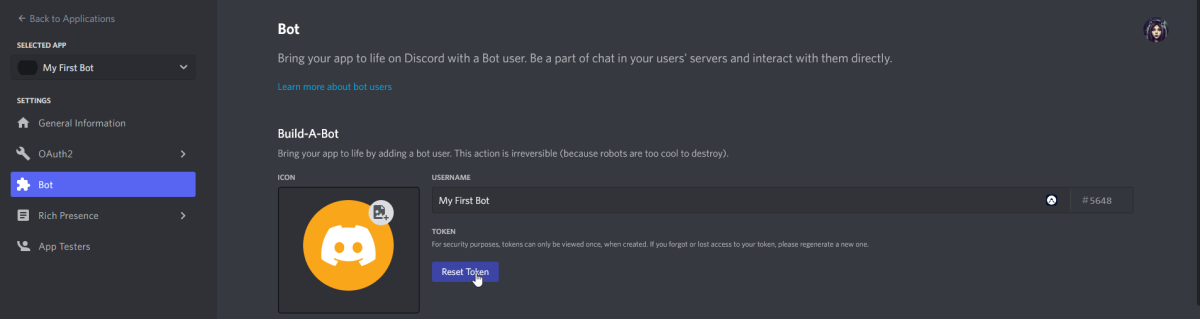 ← Back to Applications
SELECTED APP
My First Bot
SETTINGS
General Information
OAuth2
Bot
Rich Presence
App Testers
Bot
Bring your app to life on Discord with a Bot user. Be a part of chat in your users' servers and interact with them directly.
Learn more about bot users
Build-A-Bot
Bring your app to life by adding a bot user. This action is irreversible (because robots are too cool to destroy).
ICON
USERNAME
My First Bot
#5648
TOKEN
For security purposes, tokens can only be viewed once, when created. If you forgot or lost access to your token, please regenerate a new one.
Reset Token